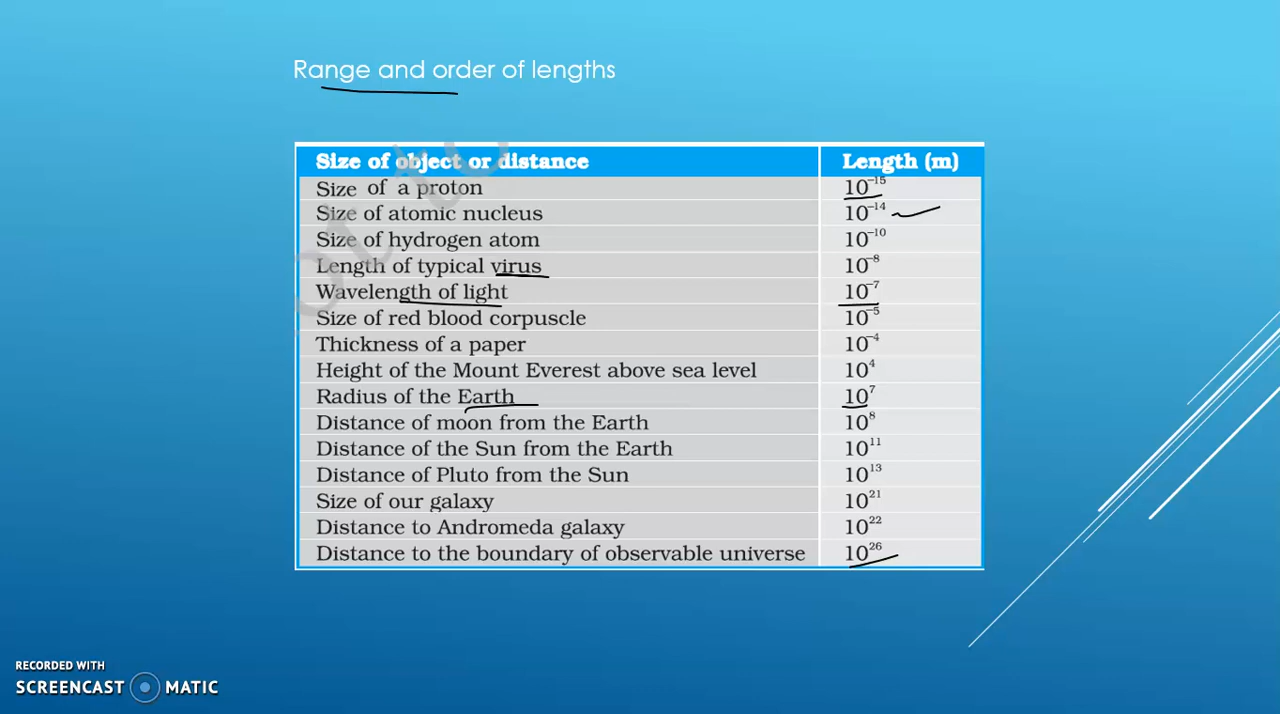 Range and order of lengths
Size of object or distance Length (m)
Size of a proton 10⁻¹⁵
Size of atomic nucleus 10⁻¹⁴
Size of hydrogen atom 10⁻¹⁰
Length of typical virus 10⁻⁸
Wavelength of light 10⁻⁷
Size of red blood corpuscle 10⁻⁵
Thickness of a paper 10⁻⁴
Height of the Mount Everest above sea level 10⁴
Radius of the Earth 10⁷
Distance of moon from the Earth 10⁸
Distance of the Sun from the Earth 10¹¹
Distance of Pluto from the Sun 10¹³
Size of our galaxy 10²¹
Distance to Andromeda galaxy 10²²
Distance to the boundary of observable universe 10²⁶
RECORDED WITH
SCREENCAST MATIC